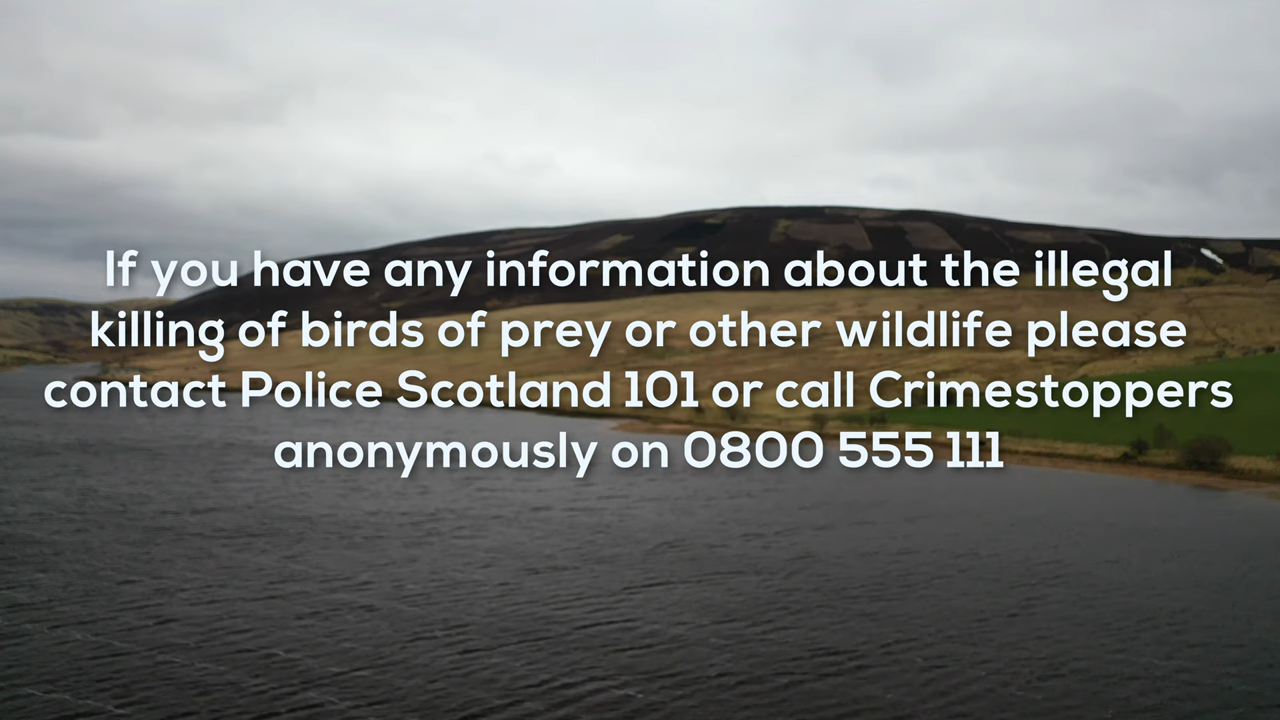 If you have any information about the illegal
killing of birds of prey or other wildlife please
contact Police Scotland 101 or call Crimestoppers
anonymously on 0800 555 111